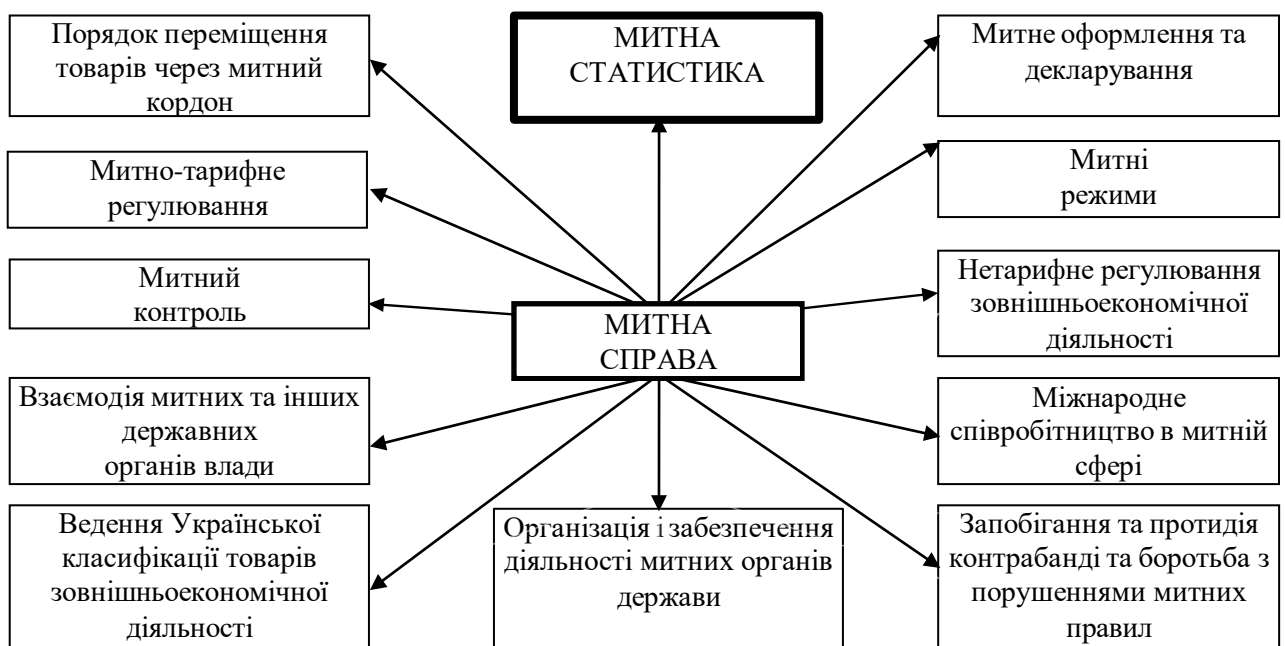 Порядок переміщення
товарів через митний
кордон
МИТНА
СТАТИСТИКА
Митне оформлення та
декларування
Митно-тарифне
регулювання
Митні
режими
Митний
контроль
МИТНА
СПРАВА
Нетарифне регулювання
зовнішньоекономічної
діяльності
Взаємодія митних та інших
державних
органів влади
Міжнародне
співробітництво в митній
сфері
Ведення Української
класифікації товарів
зовнішньоекономічної
діяльності
Організація і забезпечення
діяльності митних органів
держави
Запобігання та протидія
контрабанді та боротьба з
порушеннями митних
правил